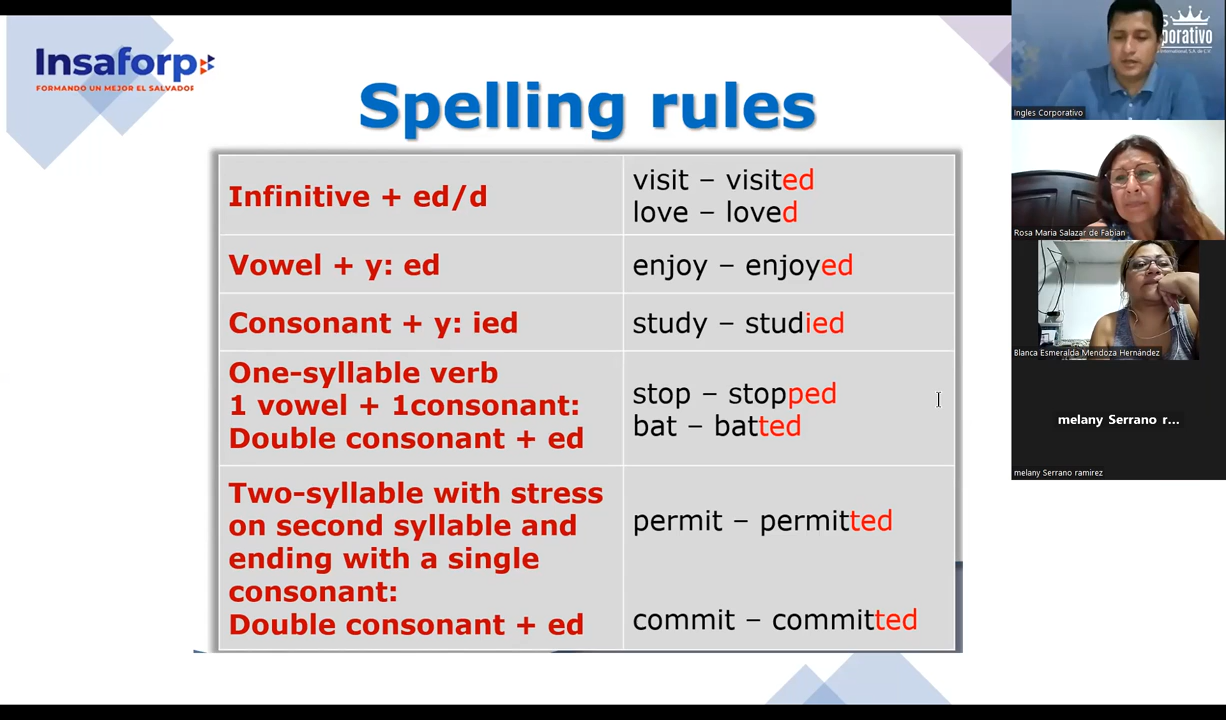 Insaforp
FORMANDO UN MEJOR EL SALVADOR
Spelling rules
Infinitive + ed/d
visit – visited
love – loved
Vowel + y: ed
enjoy – enjoyed
Consonant + y: ied
study – studied
One-syllable verb
1 vowel + 1consonant:
Double consonant + ed
stop – stopped
bat – batted
Two-syllable with stress
on second syllable and
ending with a single
consonant:
Double consonant + ed
permit – permitted
commit – committed
Ingles Corporativo
Rosa Maria Salazar de Fabian
Blanca Esmeralda Mendoza Hernández
melany Serrano r...
melany Serrano ramirez